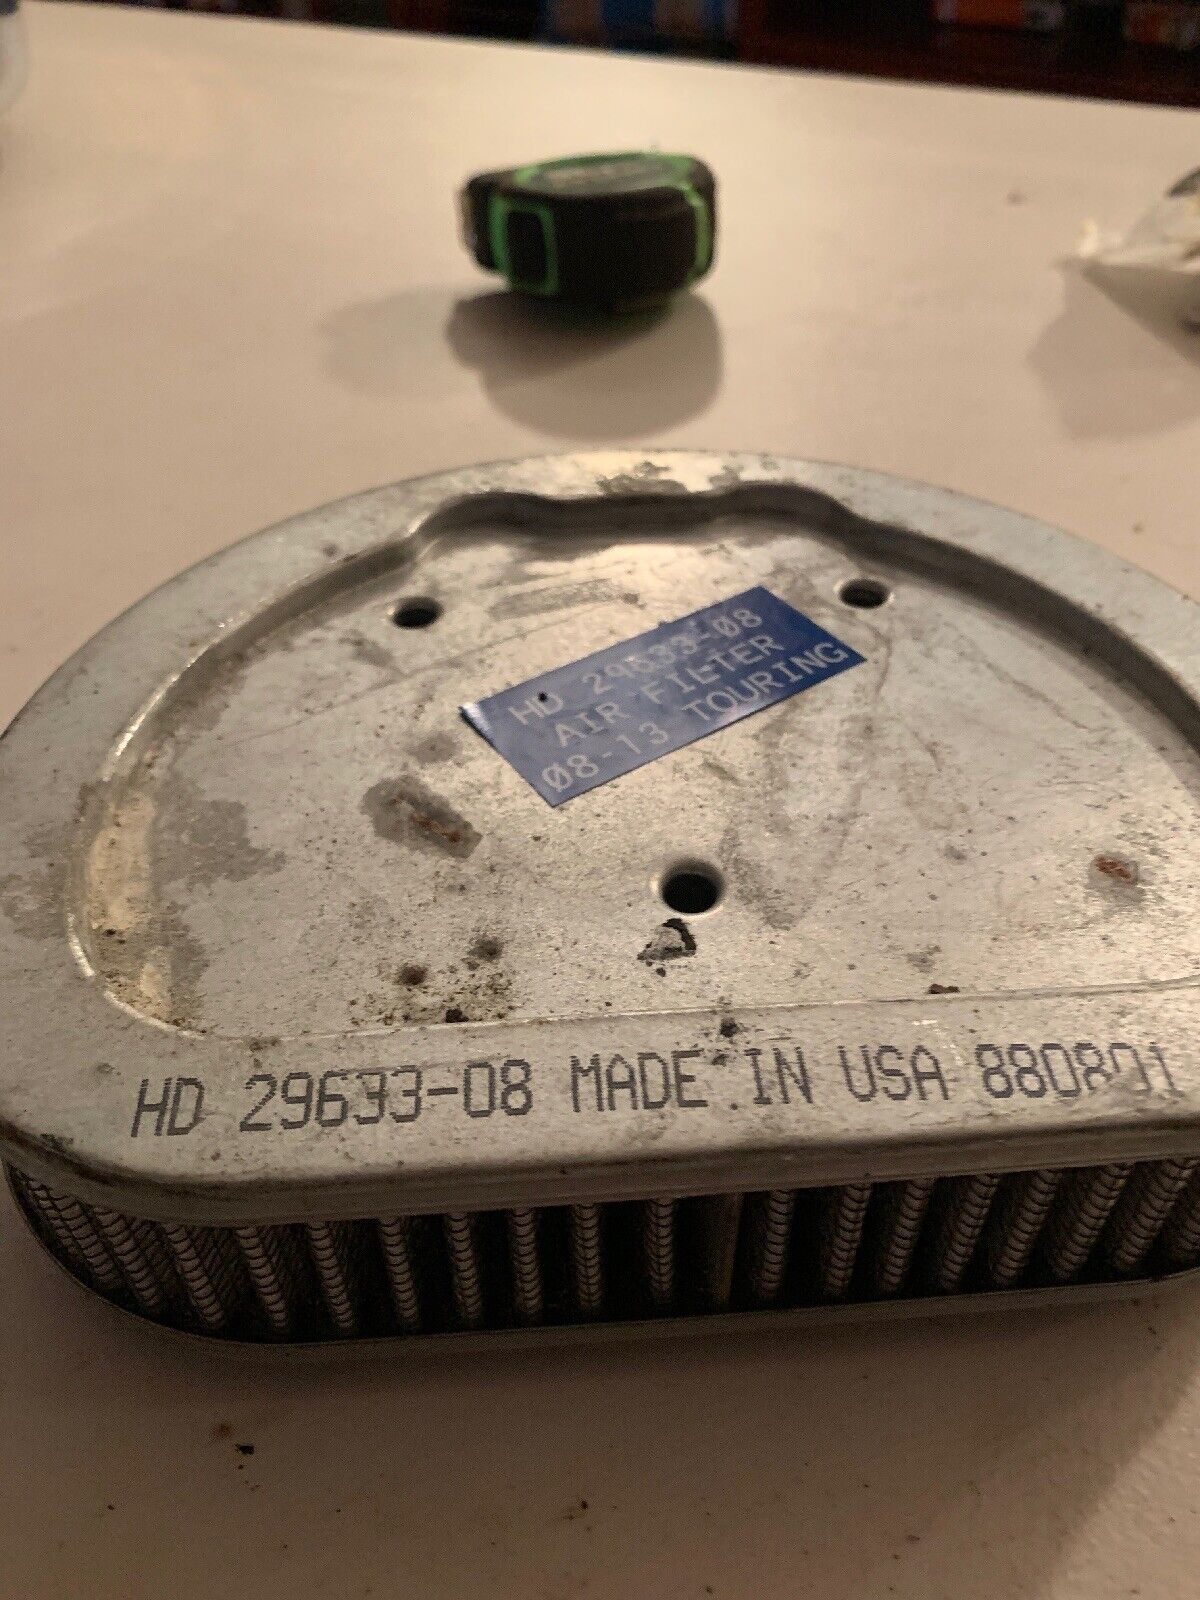 HD 29633-08
AIR FILTER
08-13 TOURING
HD 29633-08 MADE IN USA 880801